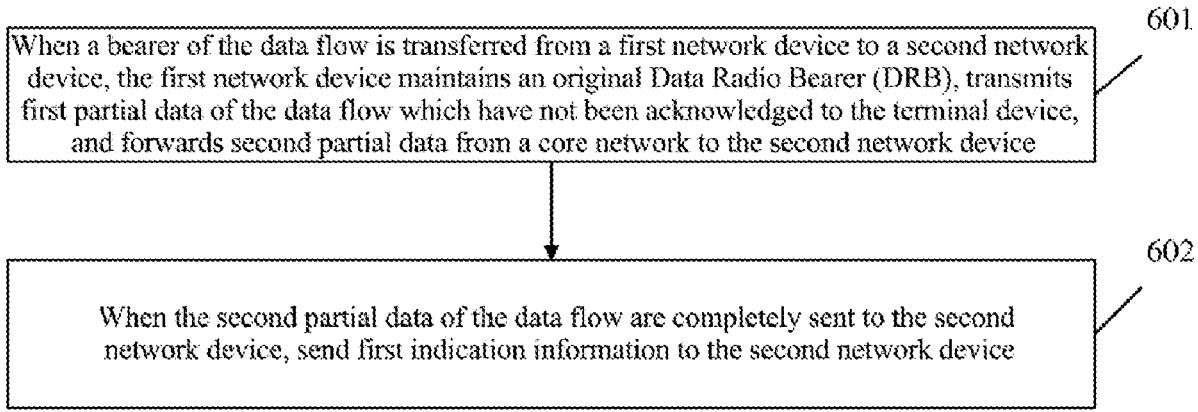 601
When a bearer of the data flow is transferred from a first network device to a second network
device, the first network device maintains an original Data Radio Bearer (DRB), transmits
first partial data of the data flow which have not been acknowledged to the terminal device,
and forwards second partial data from a core network to the second network device
602
When the second partial data of the data flow are completely sent to the second
network device, send first indication information to the second network device